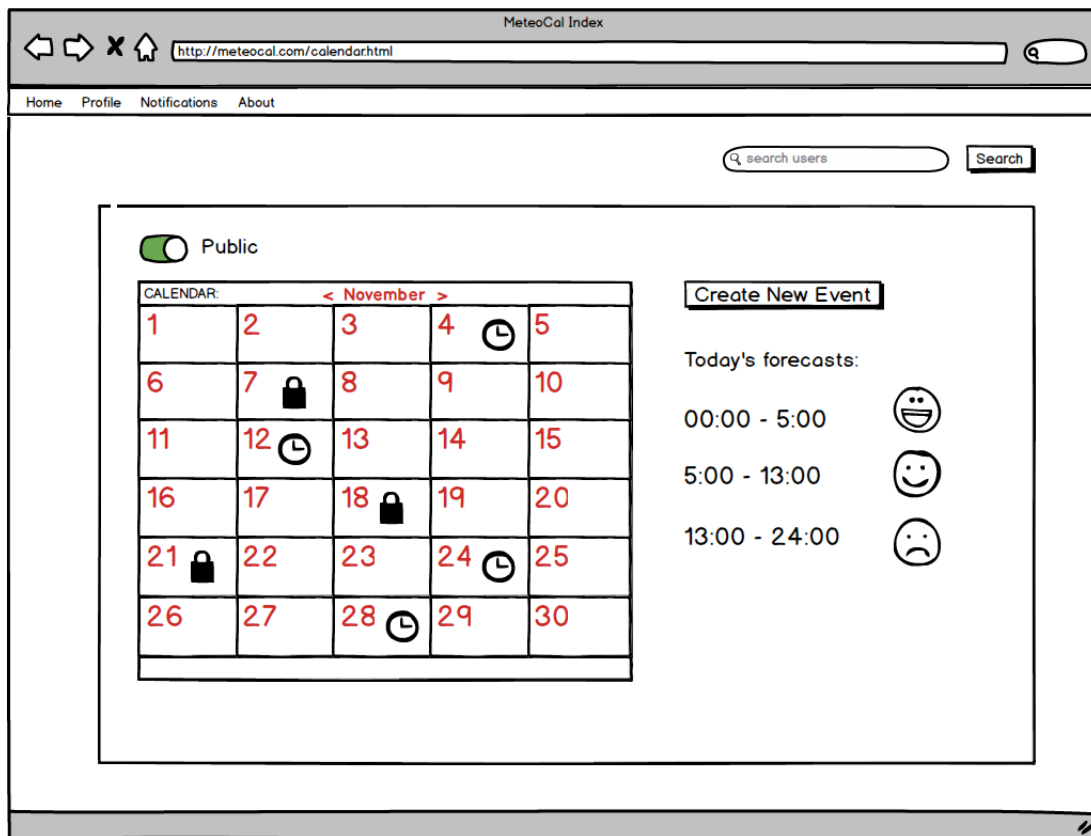 MeteoCal Index
http://meteocal.com/calendar.html
Home Profile Notifications About
search users Search
Public
CALENDAR: < November >
1 2 3 4 5
6 7 8 9 10
11 12 13 14 15
16 17 18 19 20
21 22 23 24 25
26 27 28 29 30
Create New Event
Today's forecasts:
00:00 - 5:00
5:00 - 13:00
13:00 - 24:00